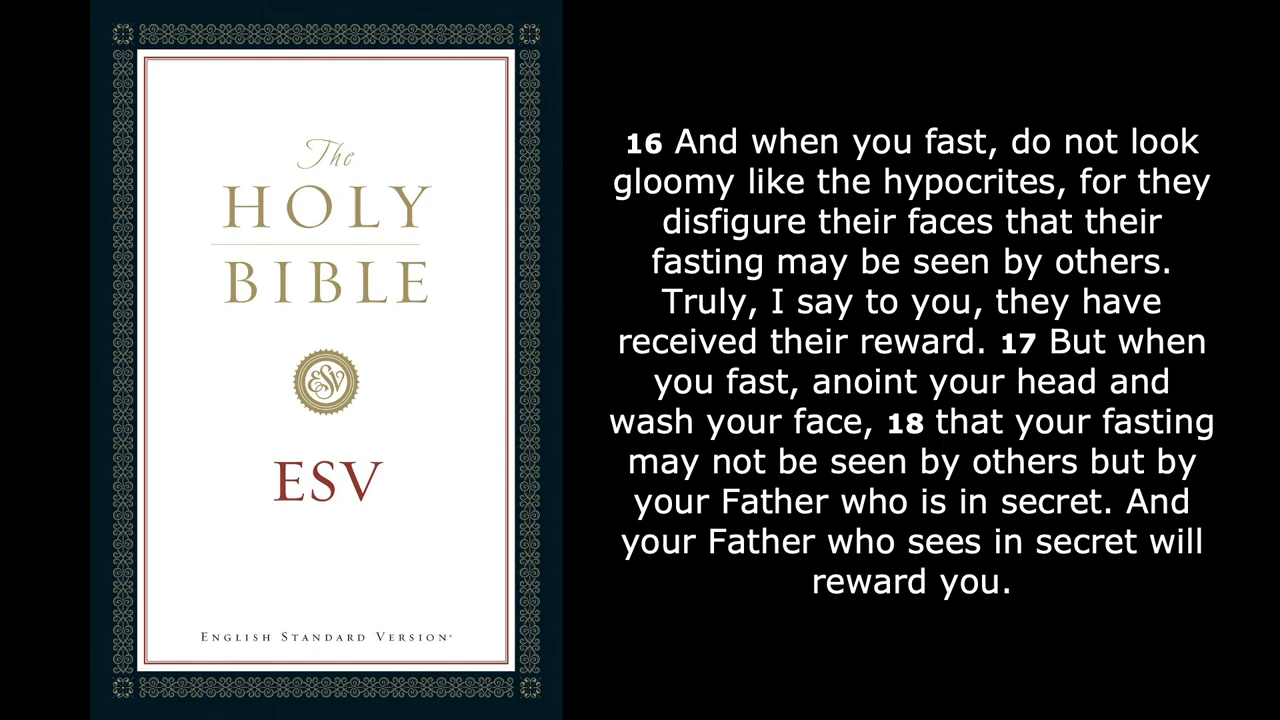 The
HOLY
BIBLE
ESV
ESV
ENGLISH STANDARD VERSION®
16 And when you fast, do not look
gloomy like the hypocrites, for they
disfigure their faces that their
fasting may be seen by others.
Truly, I say to you, they have
received their reward. 17 But when
you fast, anoint your head and
wash your face, 18 that your fasting
may not be seen by others but by
your Father who is in secret. And
your Father who sees in secret will
reward you.